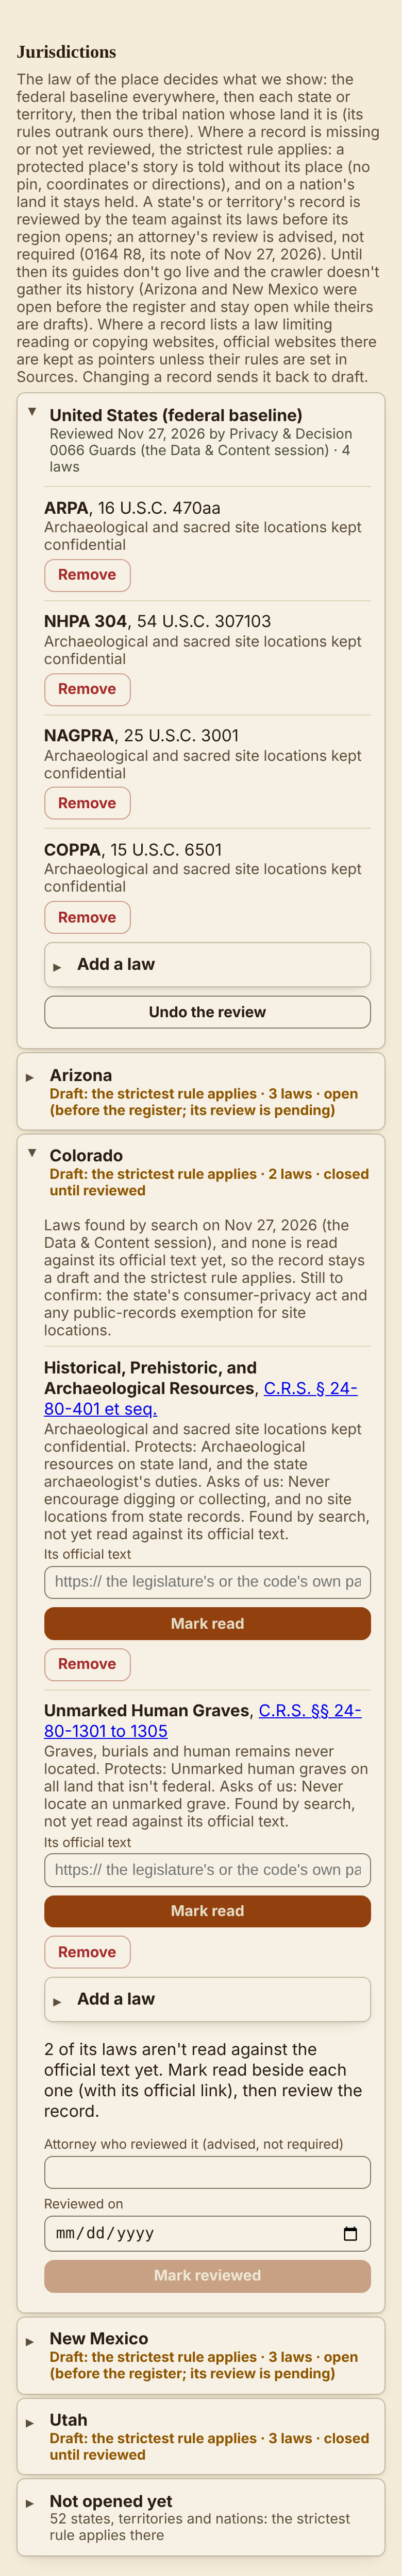 Jurisdictions
The law of the place decides what we show: the
federal baseline everywhere, then each state or
territory, then the tribal nation whose land it is (its
rules outrank ours there). Where a record is missing
or not yet reviewed, the strictest rule applies: a
protected place's story is told without its place (no
pin, coordinates or directions), and on a nation's
land it stays held. A state's or territory's record is
reviewed by the team against its laws before its
region opens; an attorney's review is advised, not
required (0164 R8, its note of Nov 27, 2026). Until
then its guides don't go live and the crawler doesn't
gather its history (Arizona and New Mexico were
open before the register and stay open while theirs
are drafts). Where a record lists a law limiting
reading or copying websites, official websites there
are kept as pointers unless their rules are set in
Sources. Changing a record sends it back to draft.
▼ United States (federal baseline)
Reviewed Nov 27, 2026 by Privacy & Decision
0066 Guards (the Data & Content session) · 4
laws
ARPA, 16 U.S.C. 470aa
Archaeological and sacred site locations kept
confidential
Remove
NHPA 304, 54 U.S.C. 307103
Archaeological and sacred site locations kept
confidential
Remove
NAGPRA, 25 U.S.C. 3001
Archaeological and sacred site locations kept
confidential
Remove
COPPA, 15 U.S.C. 6501
Archaeological and sacred site locations kept
confidential
Remove
▶ Add a law
Undo the review
▶ Arizona
Draft: the strictest rule applies · 3 laws · open
(before the register; its review is pending)
▼ Colorado
Draft: the strictest rule applies · 2 laws · closed
until reviewed
Laws found by search on Nov 27, 2026 (the
Data & Content session), and none is read
against its official text yet, so the record stays
a draft and the strictest rule applies. Still to
confirm: the state's consumer-privacy act and
any public-records exemption for site
locations.
Historical, Prehistoric, and
Archaeological Resources, C.R.S. § 24-
80-401 et seq.
Archaeological and sacred site locations kept
confidential. Protects: Archaeological
resources on state land, and the state
archaeologist's duties. Asks of us: Never
encourage digging or collecting, and no site
locations from state records. Found by search,
not yet read against its official text.
Its official text
https:// the legislature's or the code's own pa
Mark read
Remove
Unmarked Human Graves, C.R.S. §§ 24-
80-1301 to 1305
Graves, burials and human remains never
located. Protects: Unmarked human graves on
all land that isn't federal. Asks of us: Never
locate an unmarked grave. Found by search,
not yet read against its official text.
Its official text
https:// the legislature's or the code's own pa
Mark read
Remove
▶ Add a law
2 of its laws aren't read against the
official text yet. Mark read beside each
one (with its official link), then review the
record.
Attorney who reviewed it (advised, not required)
Reviewed on
mm/dd/yyyy
Mark reviewed
▶ New Mexico
Draft: the strictest rule applies · 3 laws · open
(before the register; its review is pending)
▶ Utah
Draft: the strictest rule applies · 3 laws · closed
until reviewed
▶ Not opened yet
52 states, territories and nations: the strictest
rule applies there